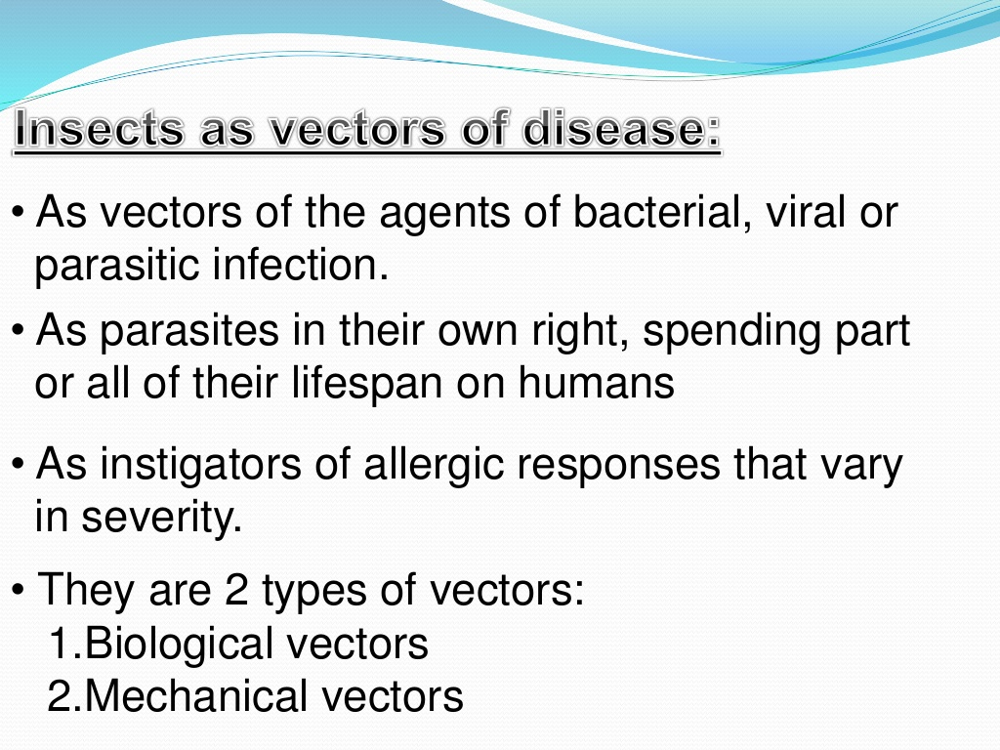 Insects as vectors of disease:
• As vectors of the agents of bacterial, viral or
parasitic infection.
• As parasites in their own right, spending part
or all of their lifespan on humans
• As instigators of allergic responses that vary
in severity.
• They are 2 types of vectors:
1.Biological vectors
2.Mechanical vectors